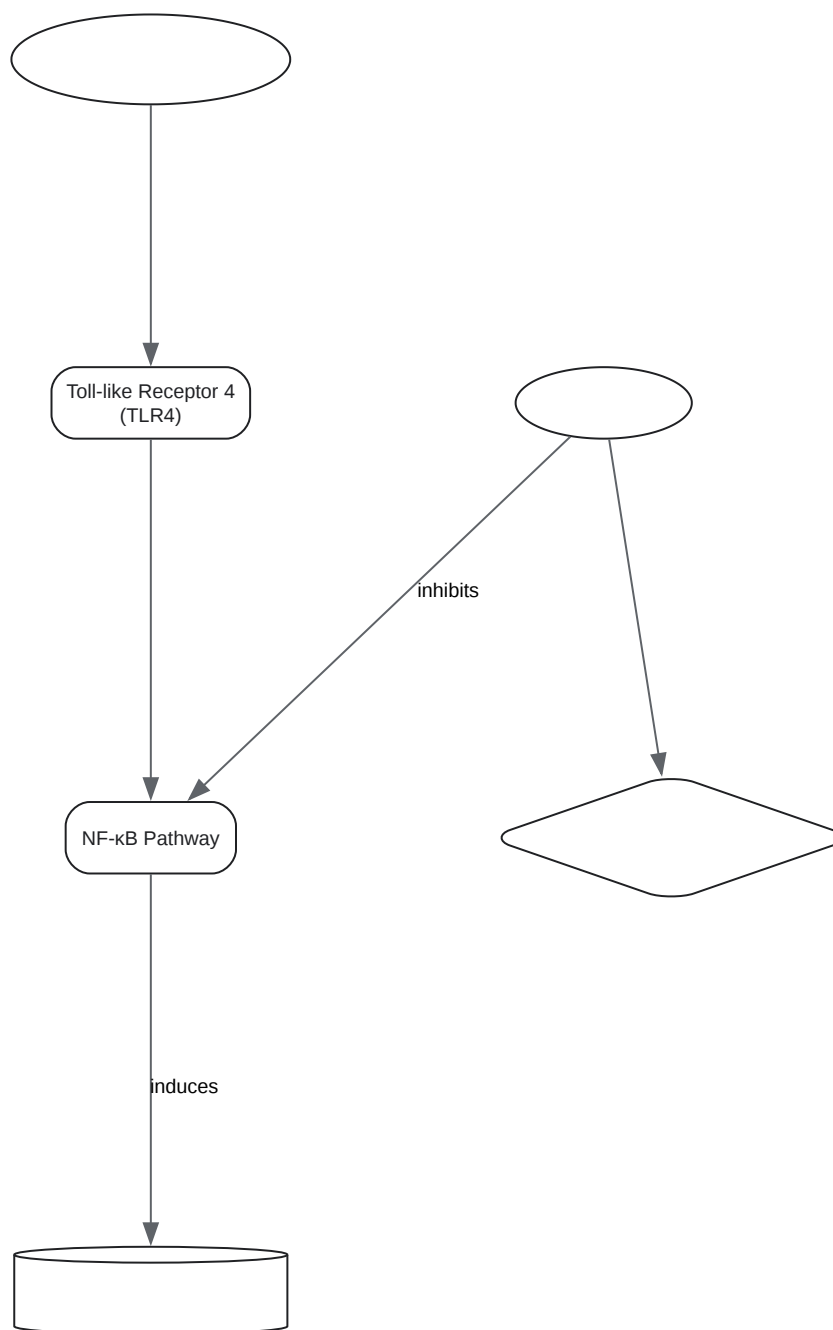 Toll-like Receptor 4
(TLR4)
inhibits
NF-κB Pathway
induces